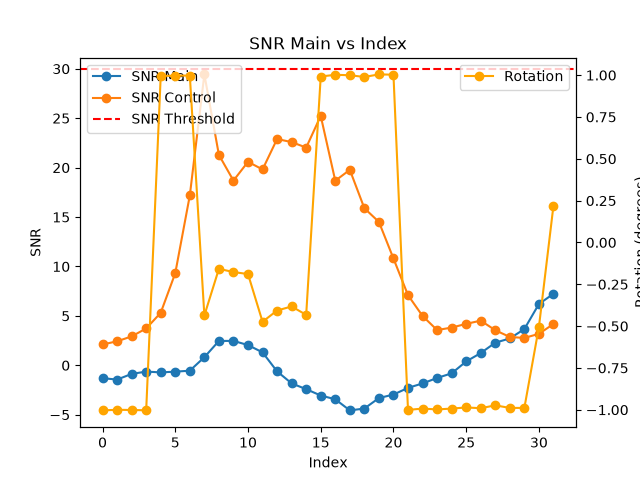 SNR Main vs Index
SNR Main
SNR Control
SNR Threshold
Rotation
30
25
20
15
10
5
0
−5
SNR
1.00
0.75
0.50
0.25
0.00
−0.25
−0.50
−0.75
−1.00
Rotation (degrees)
0 5 10 15 20 25 30
Index